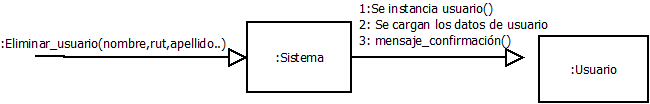 1:Se instancia usuario()
2: Se cargan los datos de usuario
3: mensaje_confirmación()
:Eliminar_usuario(nombre,rut,apellido..)
:Sistema
:Usuario